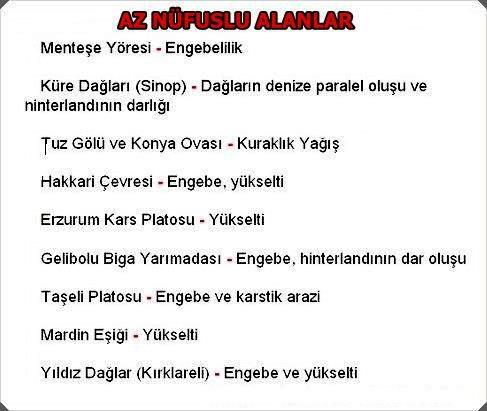 AZ NÜFUSLU ALANLAR
Menteşe Yöresi - Engebelilik
Küre Dağları (Sinop) - Dağların denize paralel oluşu ve
hinterlandının darlığı
Tuz Gölü ve Konya Ovası - Kuraklık Yağış
Hakkari Çevresi - Engebe, yükselti
Erzurum Kars Platosu - Yükselti
Gelibolu Biga Yarımadası - Engebe, hinterlandının dar oluşu
Taşeli Platosu - Engebe ve karstik arazi
Mardin Eşiği - Yükselti
Yıldız Dağlar (Kırklareli) - Engebe ve yükselti